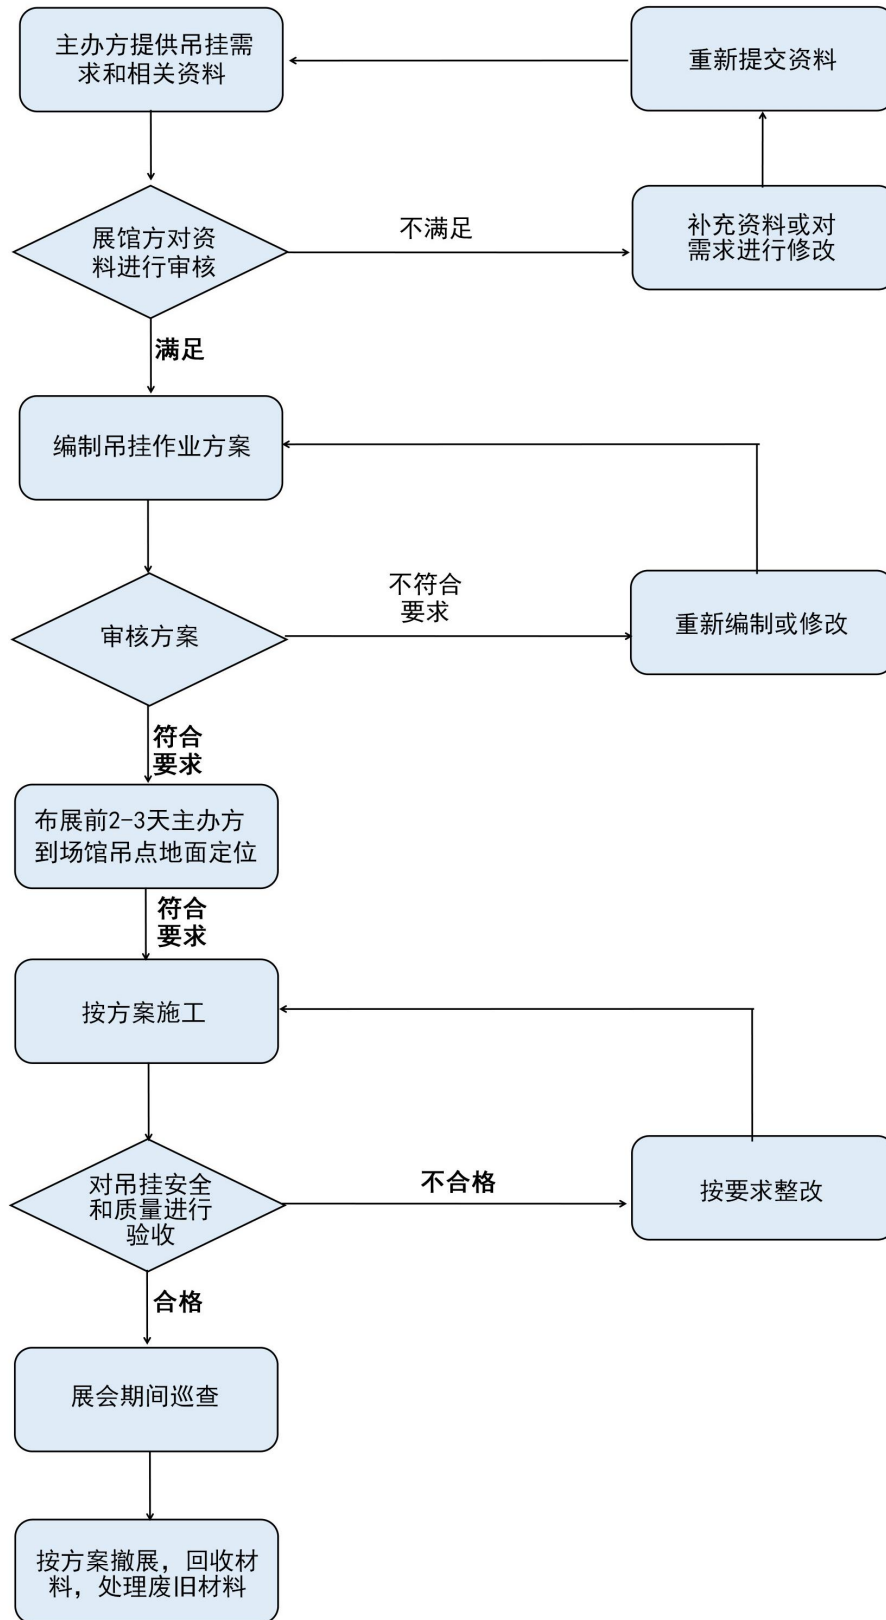 主办方提供吊挂需
求和相关资料
重新提交资料
展馆方对资
料进行审核
不满足
补充资料或对
需求进行修改
满足
编制吊挂作业方案
审核方案
不符合
要求
重新编制或修改
符合
要求
布展前2-3天主办方
到场馆吊点地面定位
符合
要求
按方案施工
对吊挂安全
和质量进行
验收
不合格
按要求整改
合格
展会期间巡查
按方案撤展，回收材
料，处理废旧材料